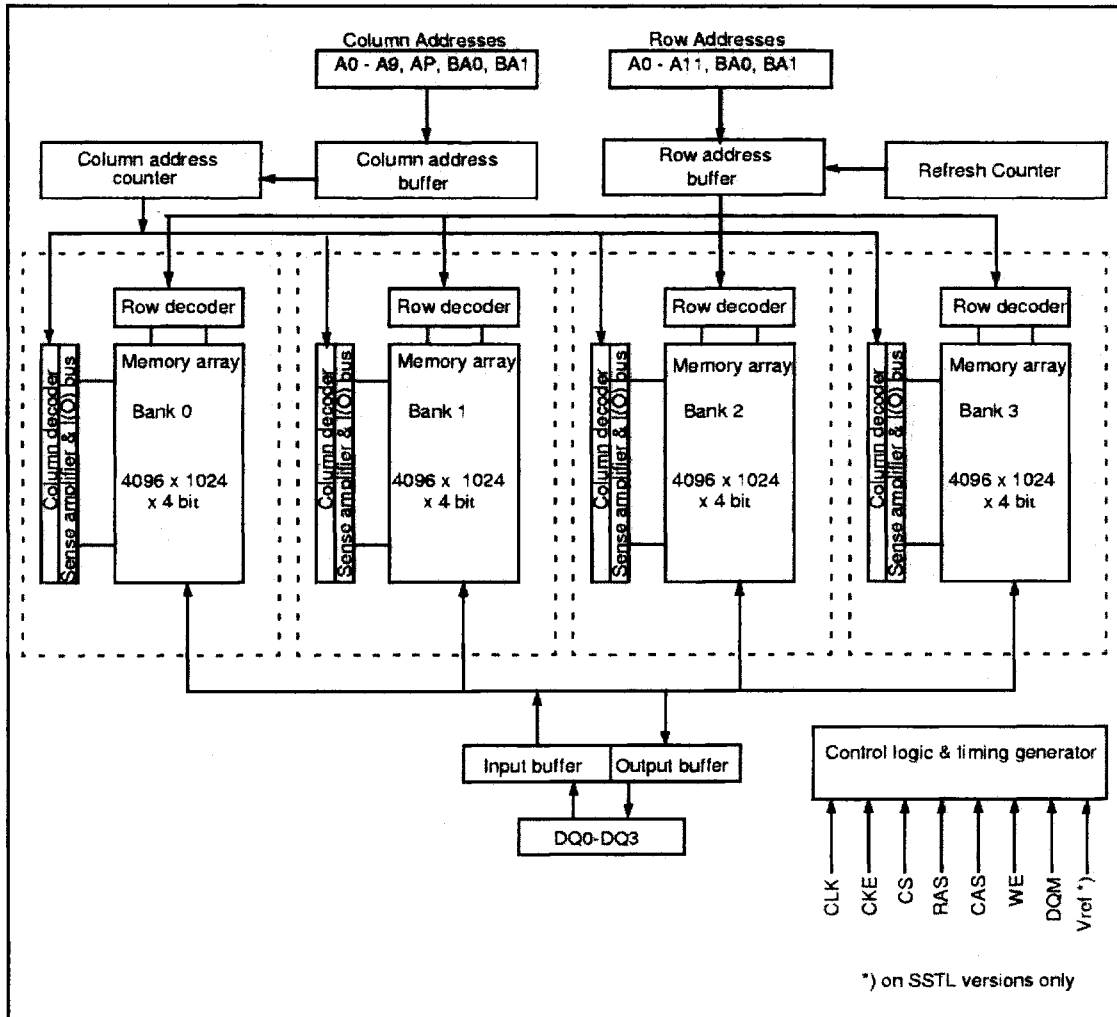 Column Addresses
A0 - A9, AP, BA0, BA1
Row Addresses
A0 - A11, BA0, BA1
Column address
counter
Column address
buffer
Row address
buffer
Refresh Counter
Row decoder
Memory array
Bank 0
4096 x 1024
x 4 bit
Column decoder
Sense amplifier & I(O) bus
Row decoder
Memory array
Bank 1
4096 x 1024
x 4 bit
Column decoder
Sense amplifier & I(O) bus
Row decoder
Memory array
Bank 2
4096 x 1024
x 4 bit
Column decoder
Sense amplifier & I(O) bus
Row decoder
Memory array
Bank 3
4096 x 1024
x 4 bit
Column decoder
Sense amplifier & I(O) bus
Input buffer
Output buffer
DQ0-DQ3
Control logic & timing generator
CLK
CKE
CS
RAS
CAS
WE
DQM
Vref *)
*) on SSTL versions only